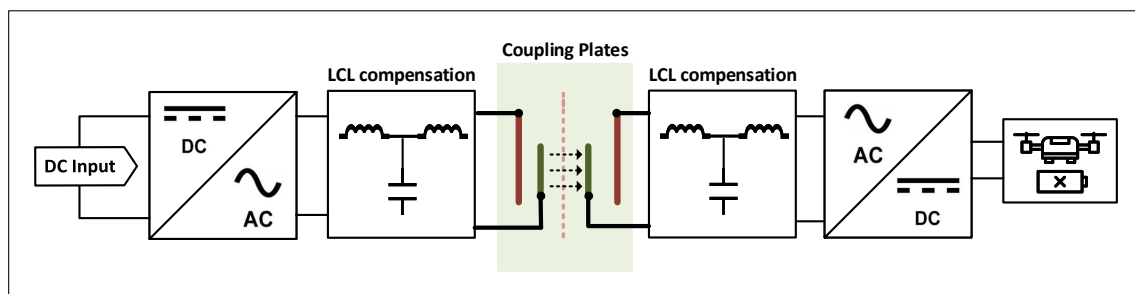 Coupling Plates
LCL compensation
LCL compensation
DC Input
DC
AC
AC
DC